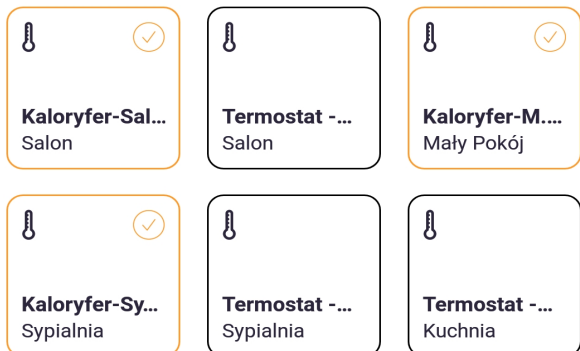 Kaloryfer-Sal...
Salon
Termostat -...
Salon
Kaloryfer-M....
Mały Pokój
Kaloryfer-Sy...
Sypialnia
Termostat -...
Sypialnia
Termostat -...
Kuchnia